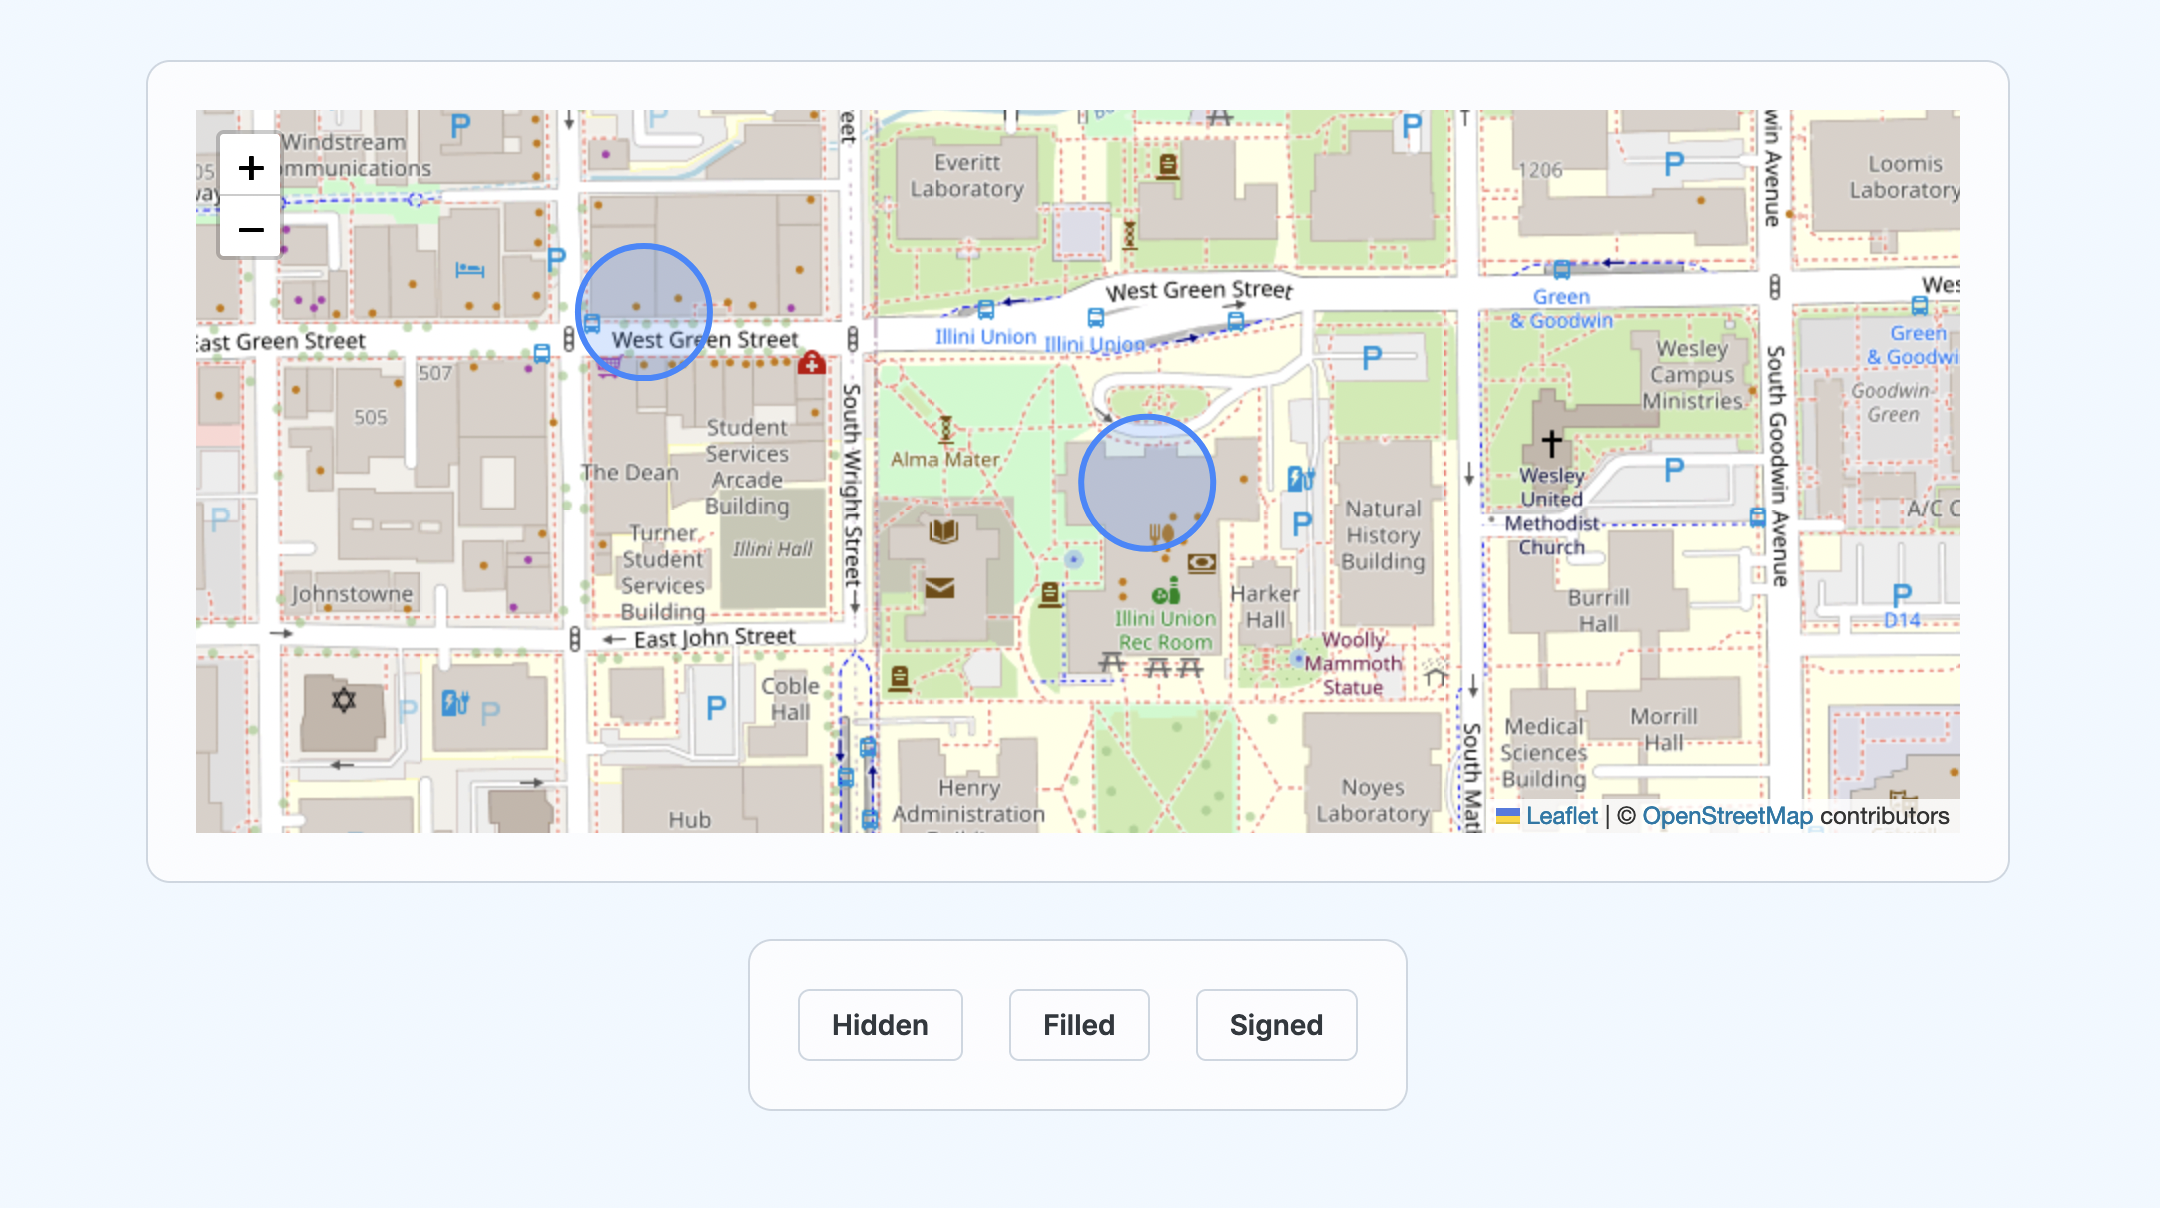 Windstream
mmunications
P
P
05
way
+
−
P
P
eet
Everitt
Laboratory
P
1206
P
win Avenue
Loomis
Laboratory
West Green Street
Green
& Goodwin
Wes
East Green Street
West Green Street
Illini Union
Illini Union
Green
& Goodwi
507
505
P
Wesley
Campus
Ministries
Goodwin-
Green
Student
Services
Arcade
Building
The Dean
Alma Mater
South Wright Street
P
Wesley
United
Methodist
Church
P
South Goodwin Avenue
A/C C
P
Natural
History
Building
Turner
Student
Services
Building
Illini Hall
Johnstowne
Harker
Hall
Burrill
Hall
P
D14
Illini Union
Rec Room
East John Street
Woolly
Mammoth
Statue
P
P
P
Coble
Hall
Medical
Sciences
Building
Morrill
Hall
South Mat
Hub
Henry
Administration
Noyes
Laboratory
Leaflet | © OpenStreetMap contributors
Hidden
Filled
Signed